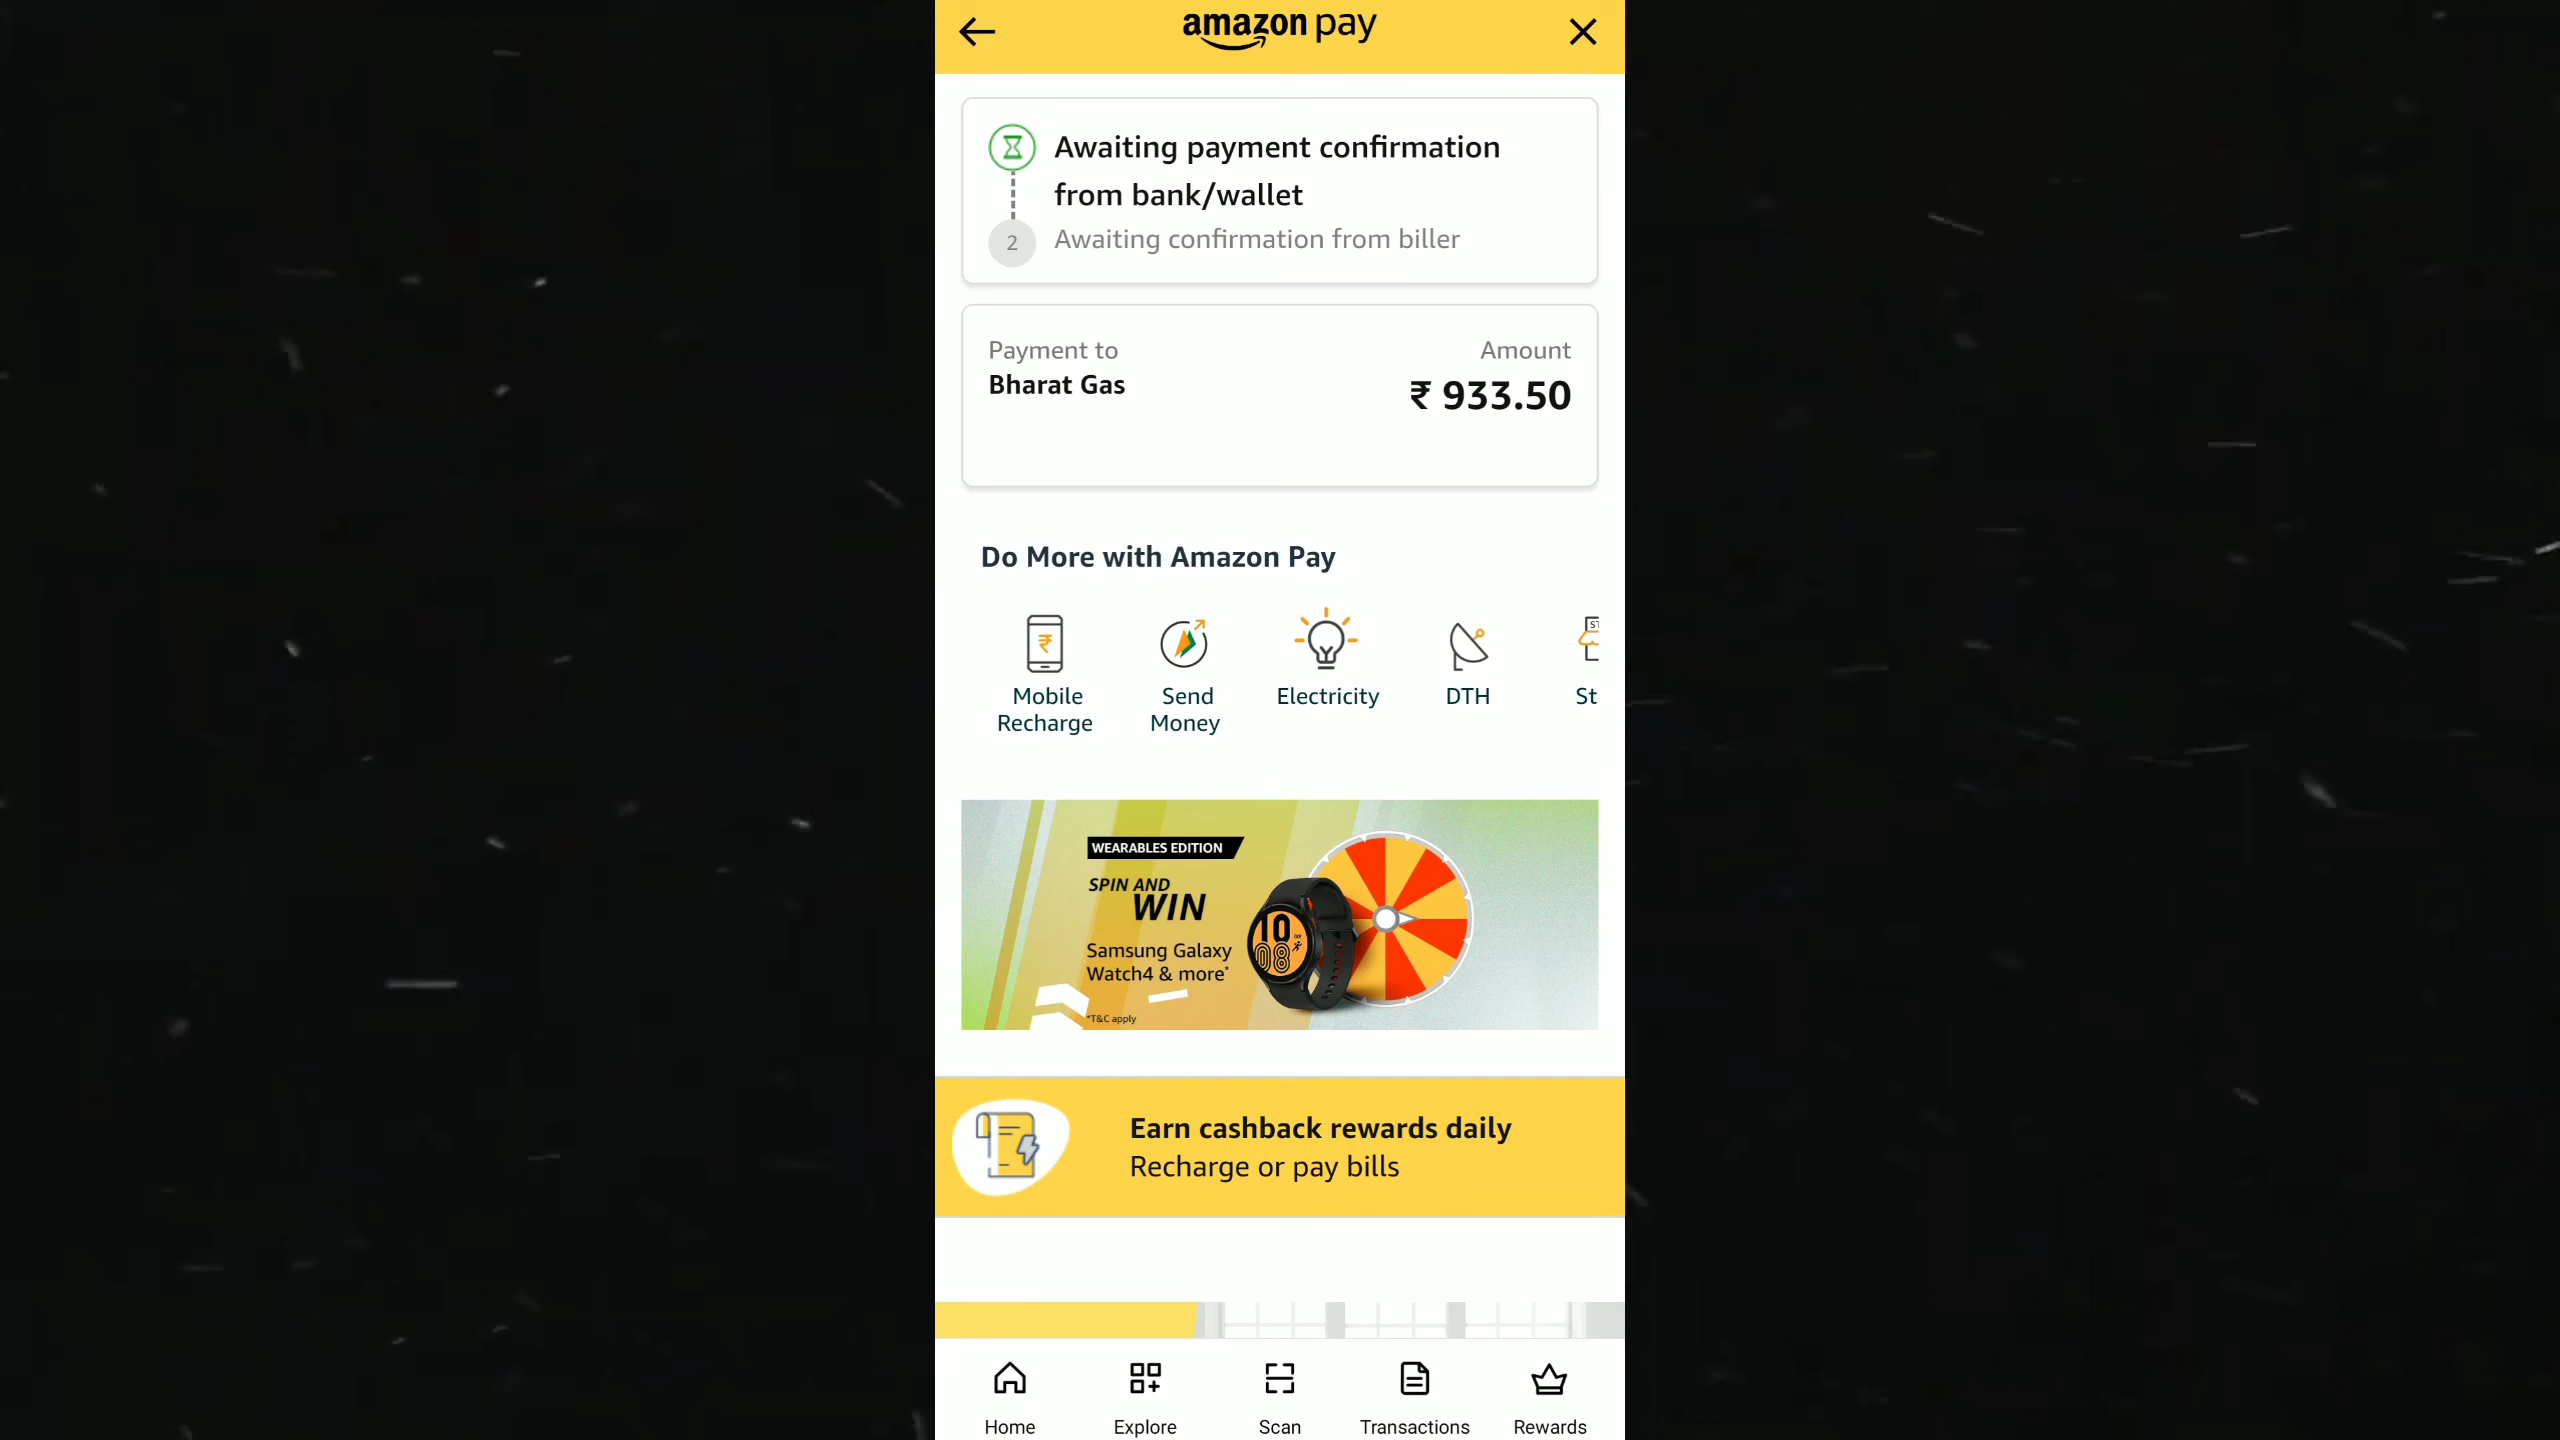 amazon pay
Awaiting payment confirmation
from bank/wallet
2 Awaiting confirmation from biller
Payment to
Amount
Bharat Gas
₹ 933.50
Do More with Amazon Pay
Mobile
Recharge
Send
Money
Electricity
DTH
St
WEARABLES EDITION
SPIN AND
WIN
Samsung Galaxy
Watch4 & more*
*T&C apply
10
08
Earn cashback rewards daily
Recharge or pay bills
Home
Explore
Scan
Transactions
Rewards